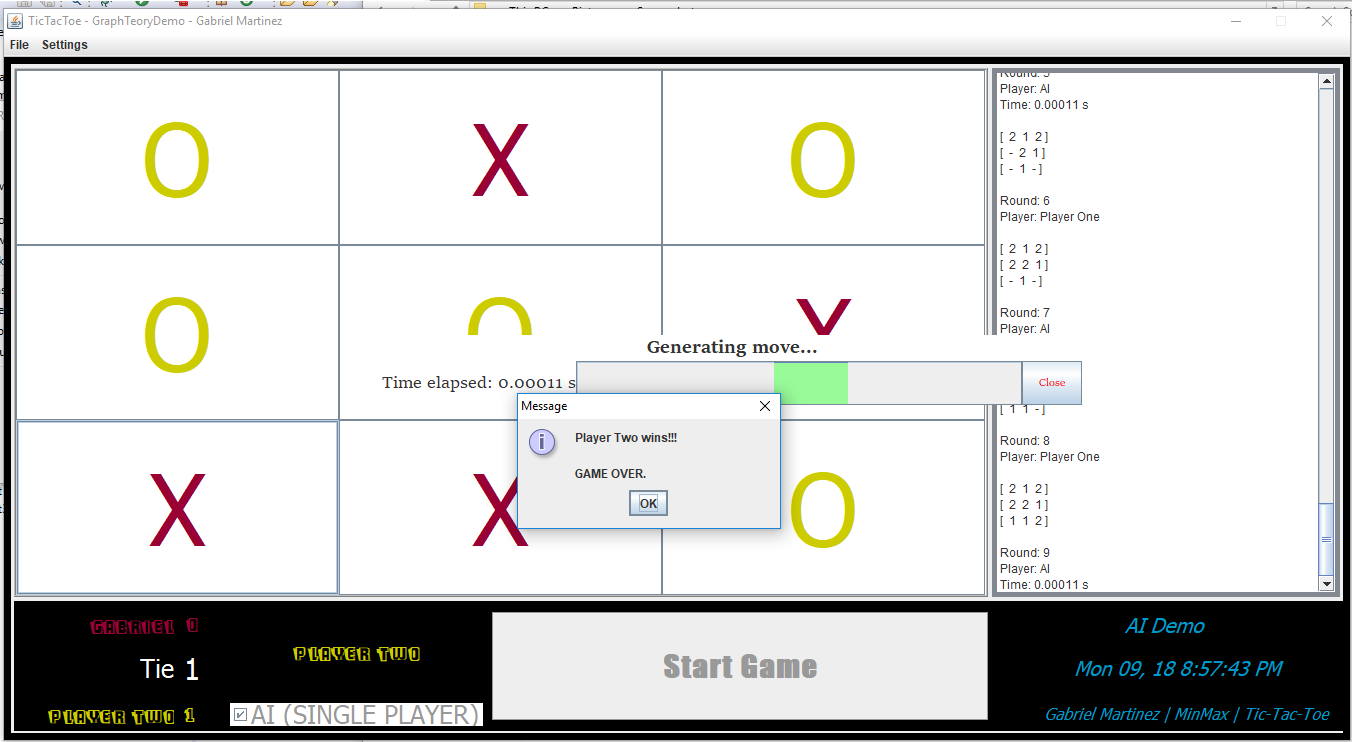 TicTacToe - GraphTeoryDemo - Gabriel Martinez
File Settings
O X O
O
X X O
Player: AI
Time: 0.00011 s
[ 2 1 2 ]
[ - 2 1 ]
[ - 1 - ]
Round: 6
Player: Player One
[ 2 1 2 ]
[ 2 2 1 ]
[ - 1 - ]
Round: 7
Player: AI
Generating move...
Time elapsed: 0.00011 s
Close
[ 1 1 - ]
Message
Player Two wins!!!
GAME OVER.
OK
Round: 8
Player: Player One
[ 2 1 2 ]
[ 2 2 1 ]
[ 1 1 2 ]
Round: 9
Player: AI
Time: 0.00011 s
GABRIEL 0
Tie 1
PLAYER TWO 1
PLAYER TWO
AI (SINGLE PLAYER)
Start Game
AI Demo
Mon 09, 18 8:57:43 PM
Gabriel Martinez | MinMax | Tic-Tac-Toe